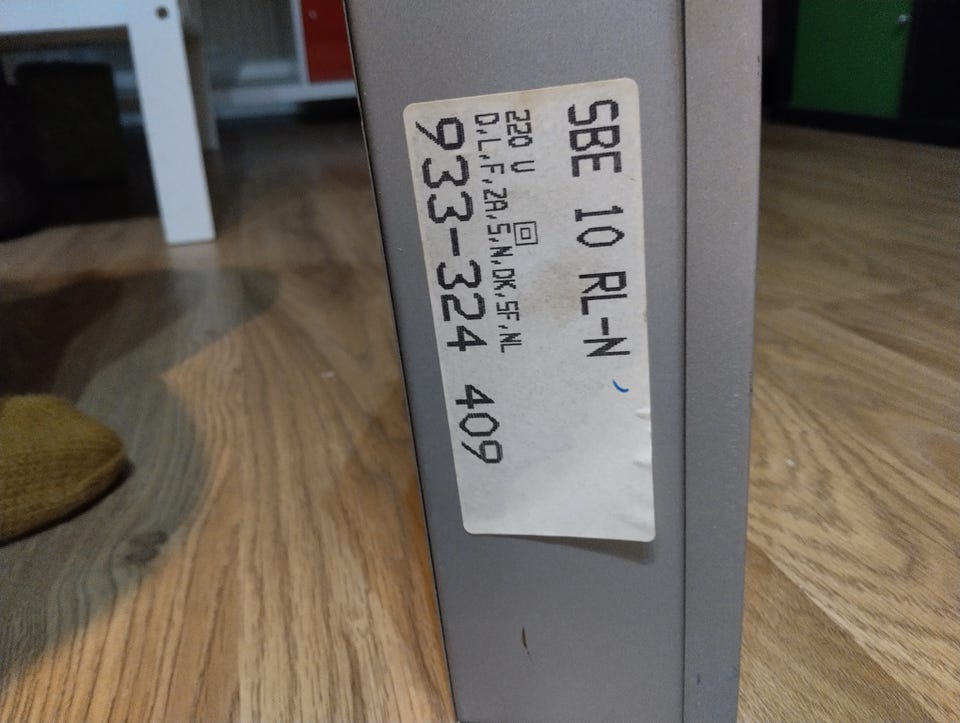 SBE 10 RL-N
220 V
D,L,F,ZA,S,N,DK,SF,NL
933-324 409